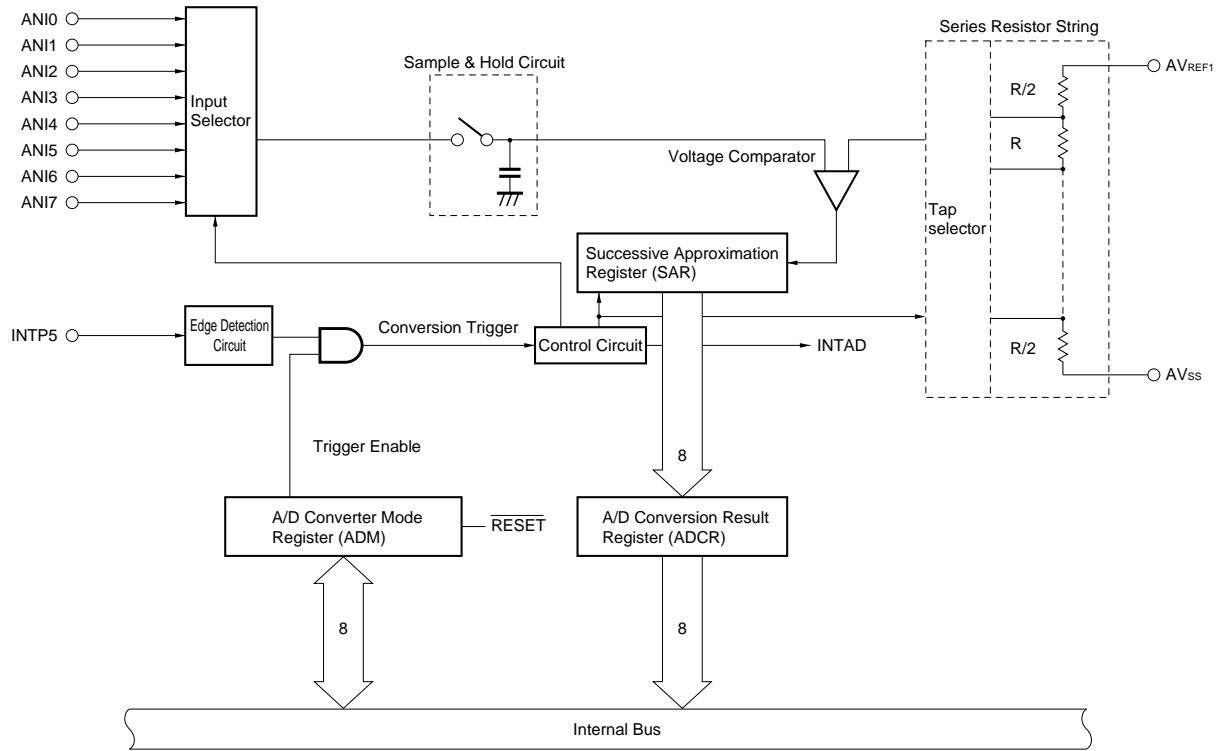 ANI0
ANI1
ANI2
ANI3
ANI4
ANI5
ANI6
ANI7
Input
Selector
Sample & Hold Circuit
Series Resistor String
AVREF1
R/2
R
Voltage Comparator
Tap
selector
Successive Approximation
Register (SAR)
INTP5
Edge Detection
Circuit
Conversion Trigger
Control Circuit
INTAD
R/2
AVSS
Trigger Enable
8
A/D Converter Mode
Register (ADM)
RESET
A/D Conversion Result
Register (ADCR)
8
8
Internal Bus